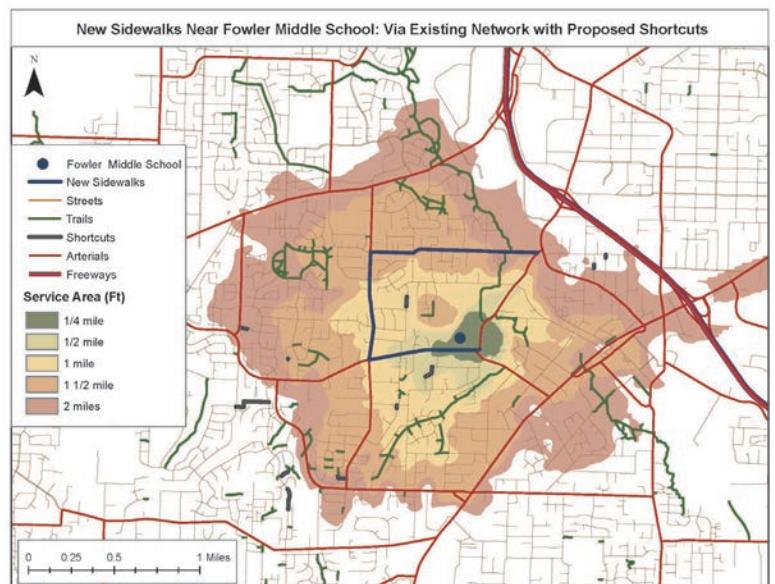 New Sidewalks Near Fowler Middle School: Via Existing Network with Proposed Shortcuts
N
Fowler Middle School
New Sidewalks
Streets
Trails
Shortcuts
Arterials
Freeways
Service Area (Ft)
1/4 mile
1/2 mile
1 mile
1 1/2 mile
2 miles
0 0.25 0.5 1 Miles